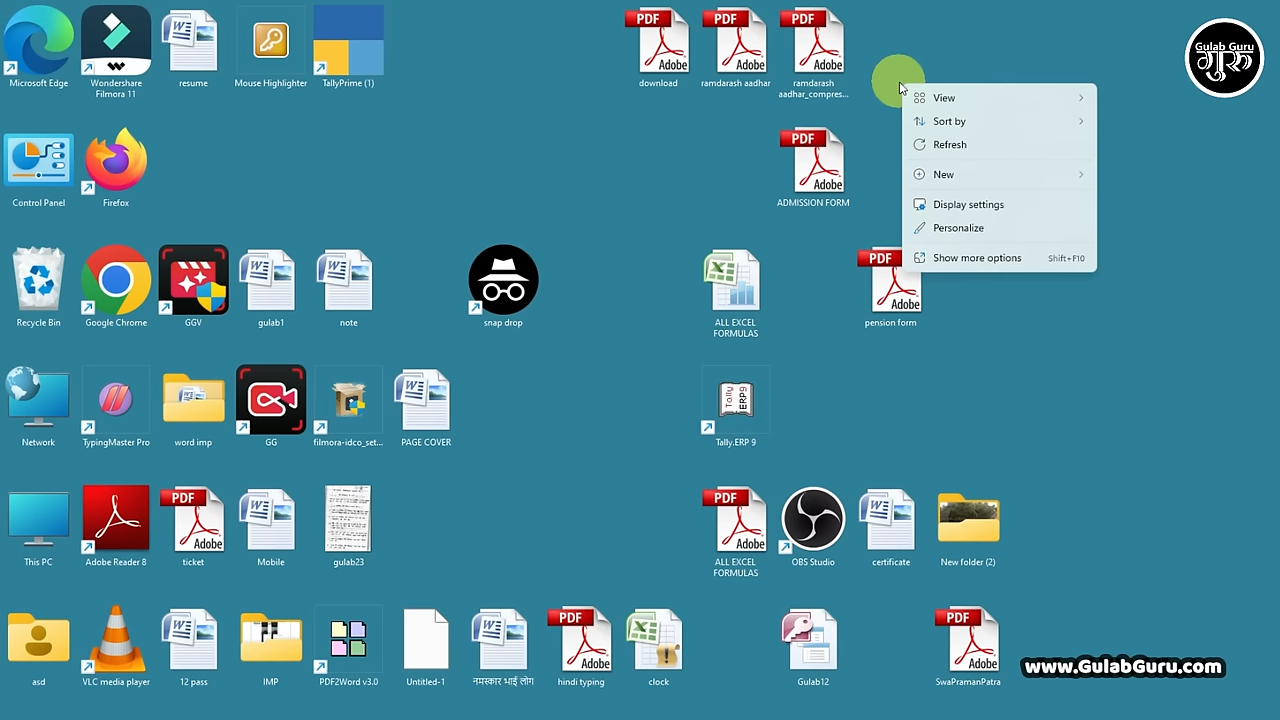 Microsoft Edge
Wondershare
Filmora 11
resume
Mouse Highlighter
TallyPrime (1)
PDF
Adobe
download
PDF
Adobe
ramdarash aadhar
PDF
Adobe
ramdarash
aadhar_compres...
Gulab Guru
गुरु
View
Sort by
Refresh
New
Display settings
Personalize
Show more options Shift+F10
Control Panel
Firefox
PDF
Adobe
ADMISSION FORM
Recycle Bin
Google Chrome
GGV
gulab1
note
snap drop
ALL EXCEL
FORMULAS
PDF
Adobe
pension form
Network
TypingMaster Pro
word imp
GG
filmora-idco_set...
PAGE COVER
Tally
ERP9
Tally.ERP 9
This PC
Adobe Reader 8
PDF
Adobe
ticket
Mobile
gulab23
PDF
Adobe
ALL EXCEL
FORMULAS
OBS Studio
certificate
New folder (2)
asd
VLC media player
12 pass
IMP
PDF2Word v3.0
Untitled-1
नमस्कार भाई लोग
PDF
Adobe
hindi typing
clock
Gulab12
PDF
Adobe
SwaPramanPatra
www.GulabGuru.com